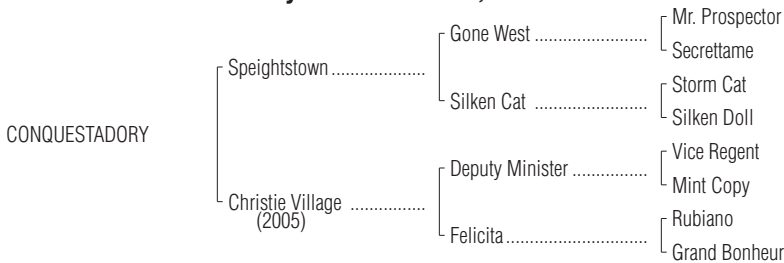 Mr. Prospector
Gone West
Secrettame
Speightstown
Storm Cat
Silken Cat
Silken Doll
CONQUESTADORY
Vice Regent
Deputy Minister
Mint Copy
Christie Village
(2005)
Rubiano
Felicita
Grand Bonheur